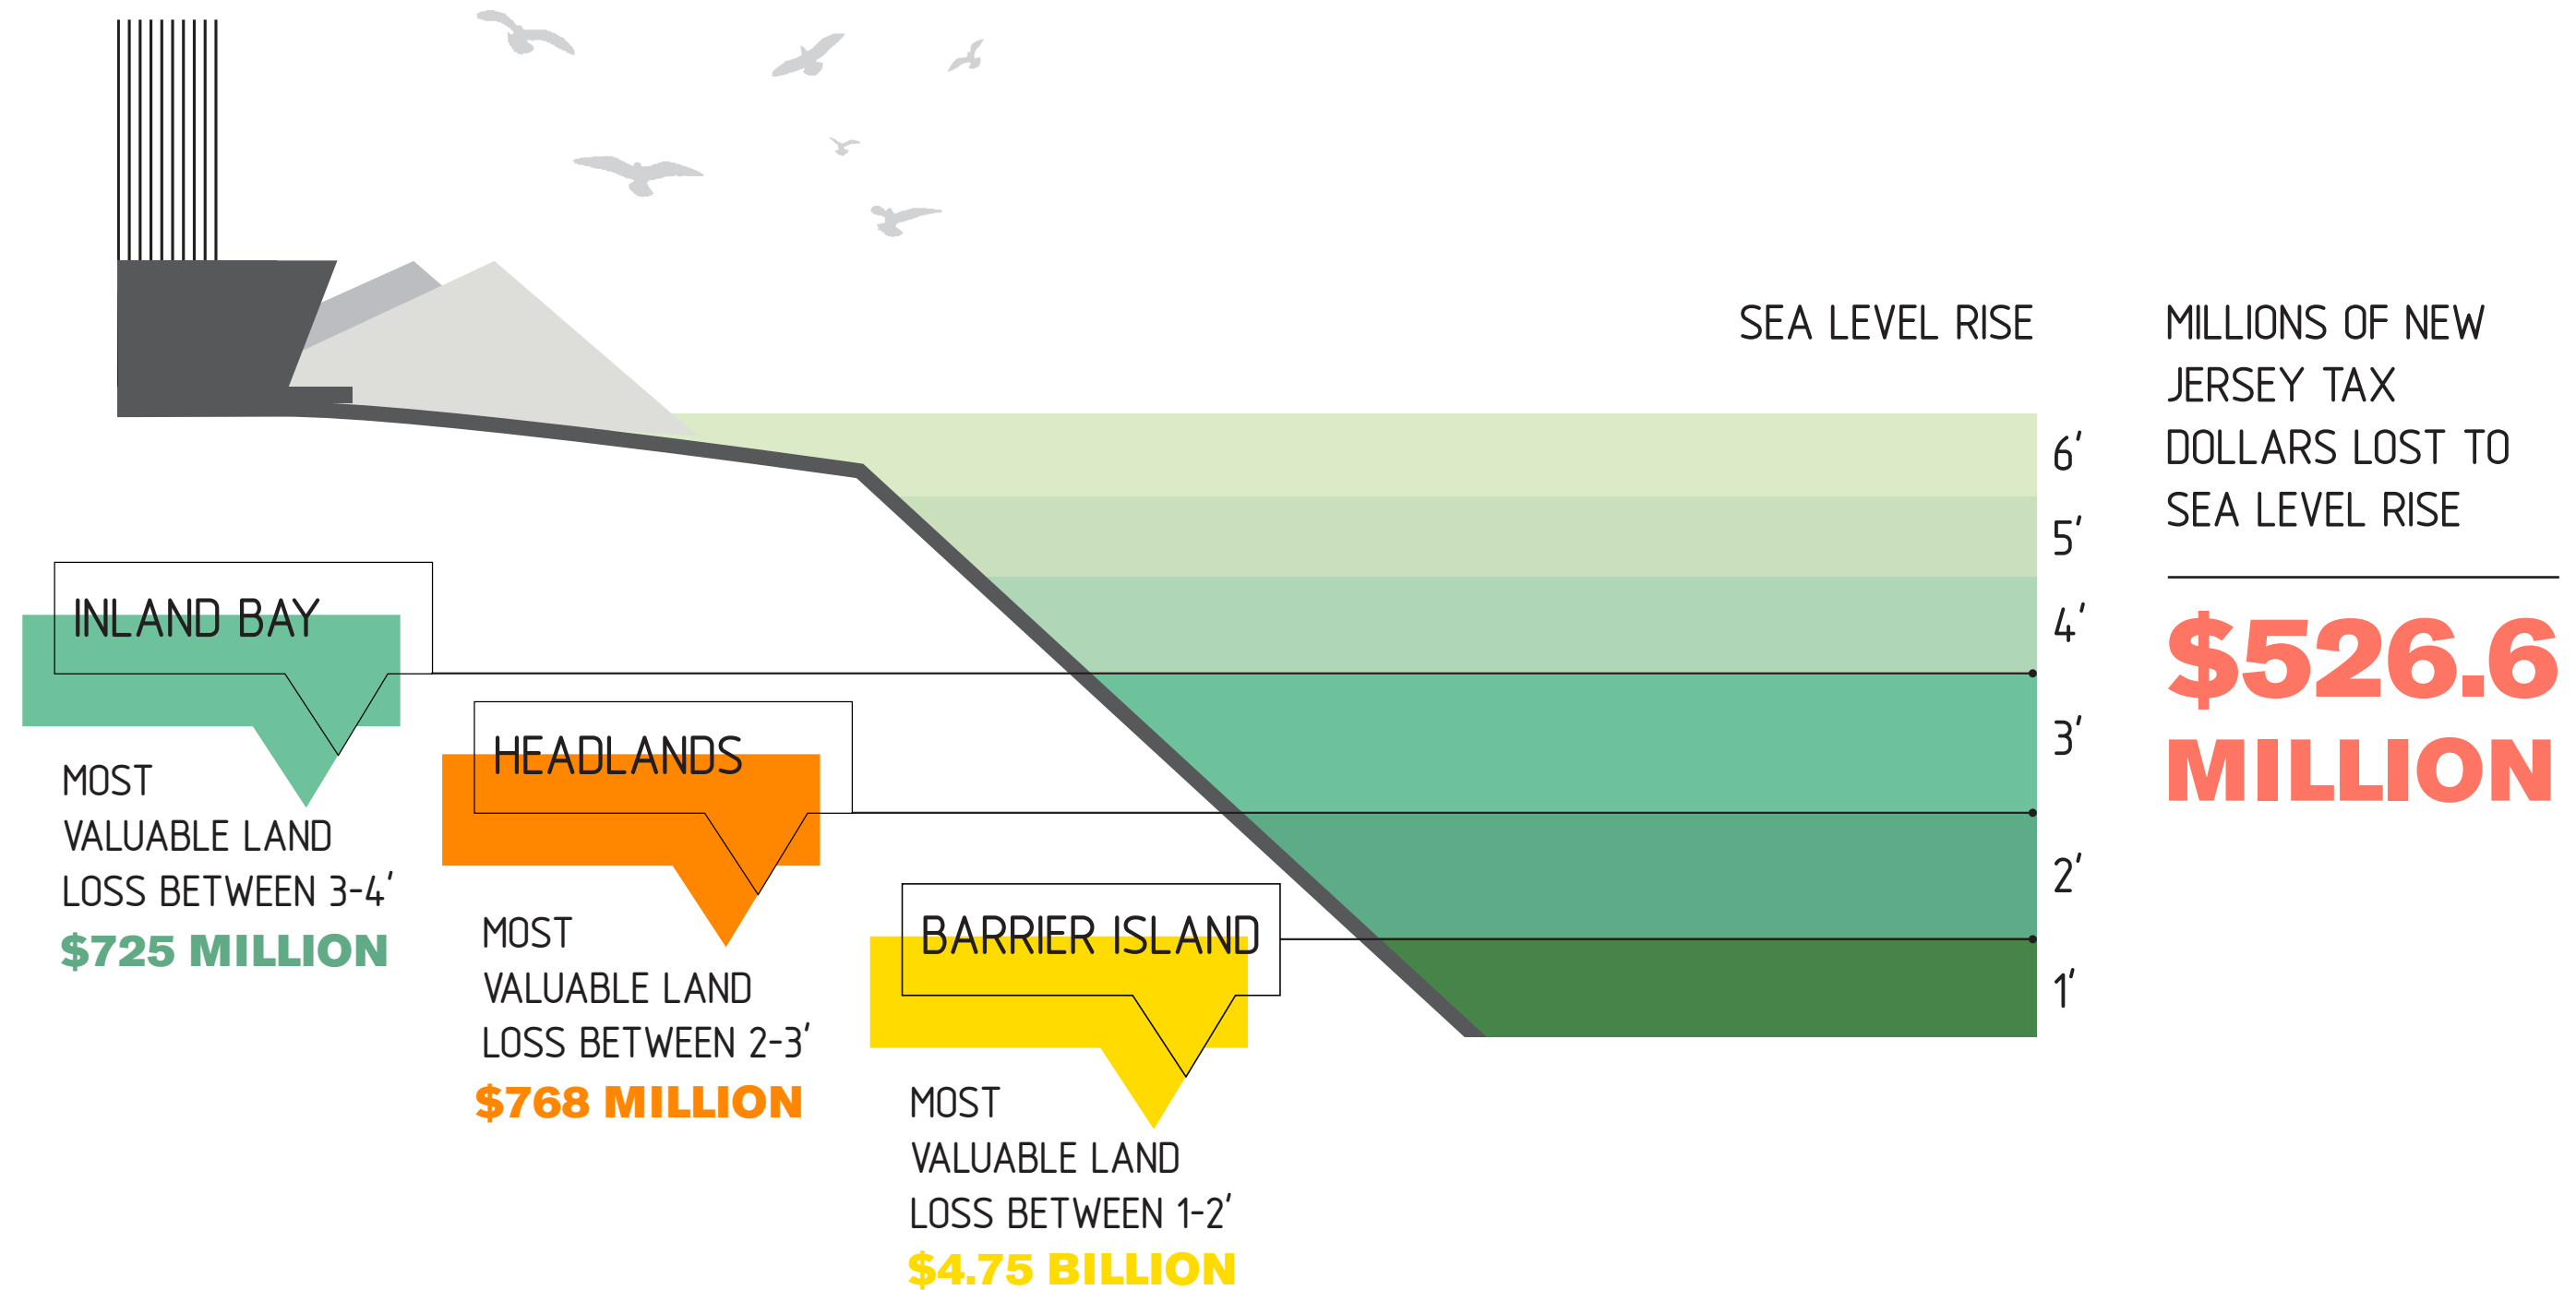 SEA LEVEL RISE
6'
5'
4'
3'
2'
1'
MILLIONS OF NEW
JERSEY TAX
DOLLARS LOST TO
SEA LEVEL RISE
$526.6
MILLION
INLAND BAY
MOST
VALUABLE LAND
LOSS BETWEEN 3-4'
$725 MILLION
HEADLANDS
MOST
VALUABLE LAND
LOSS BETWEEN 2-3'
$768 MILLION
BARRIER ISLAND
MOST
VALUABLE LAND
LOSS BETWEEN 1-2'
$4.75 BILLION